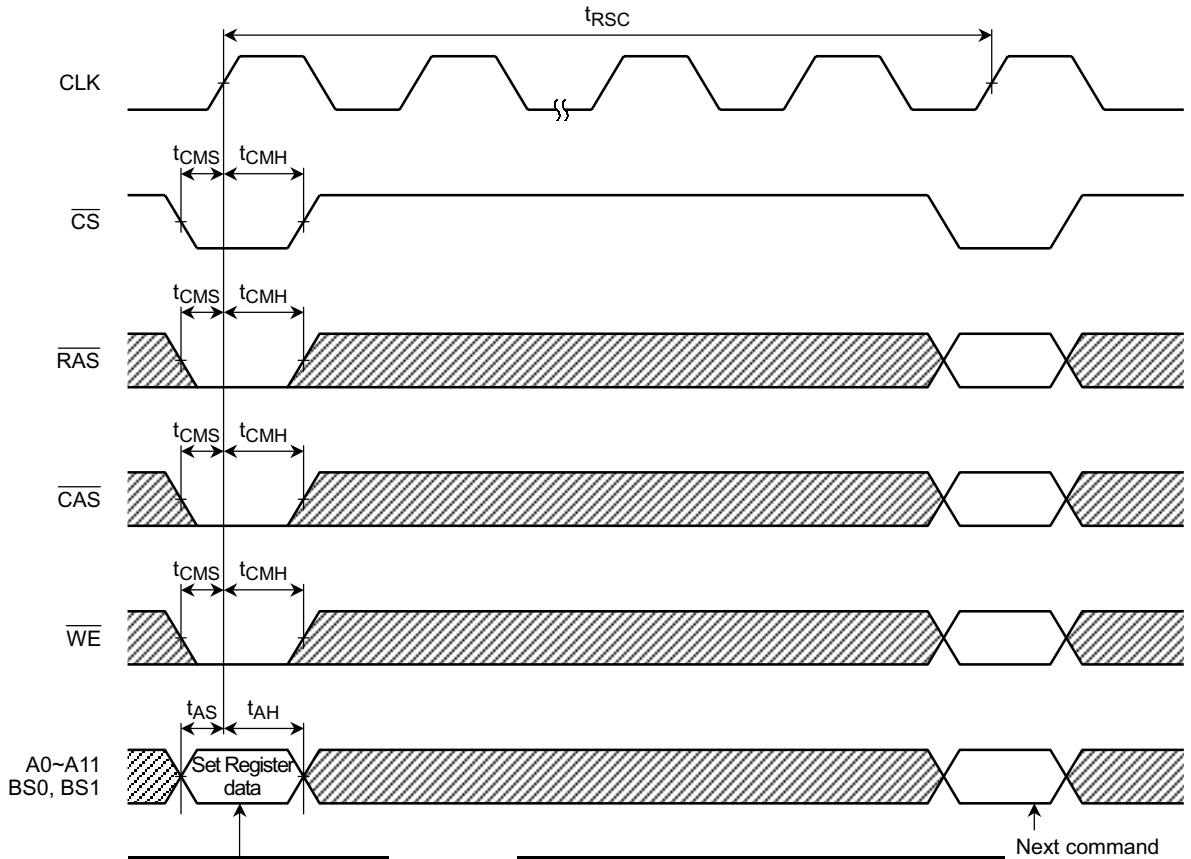 tRSC
CLK
tCMS tCMH
CS
tCMS tCMH
RAS
tCMS tCMH
CAS
tCMS tCMH
WE
tAS tAH
A0~A11
BS0, BS1
Set Register
data
Next command